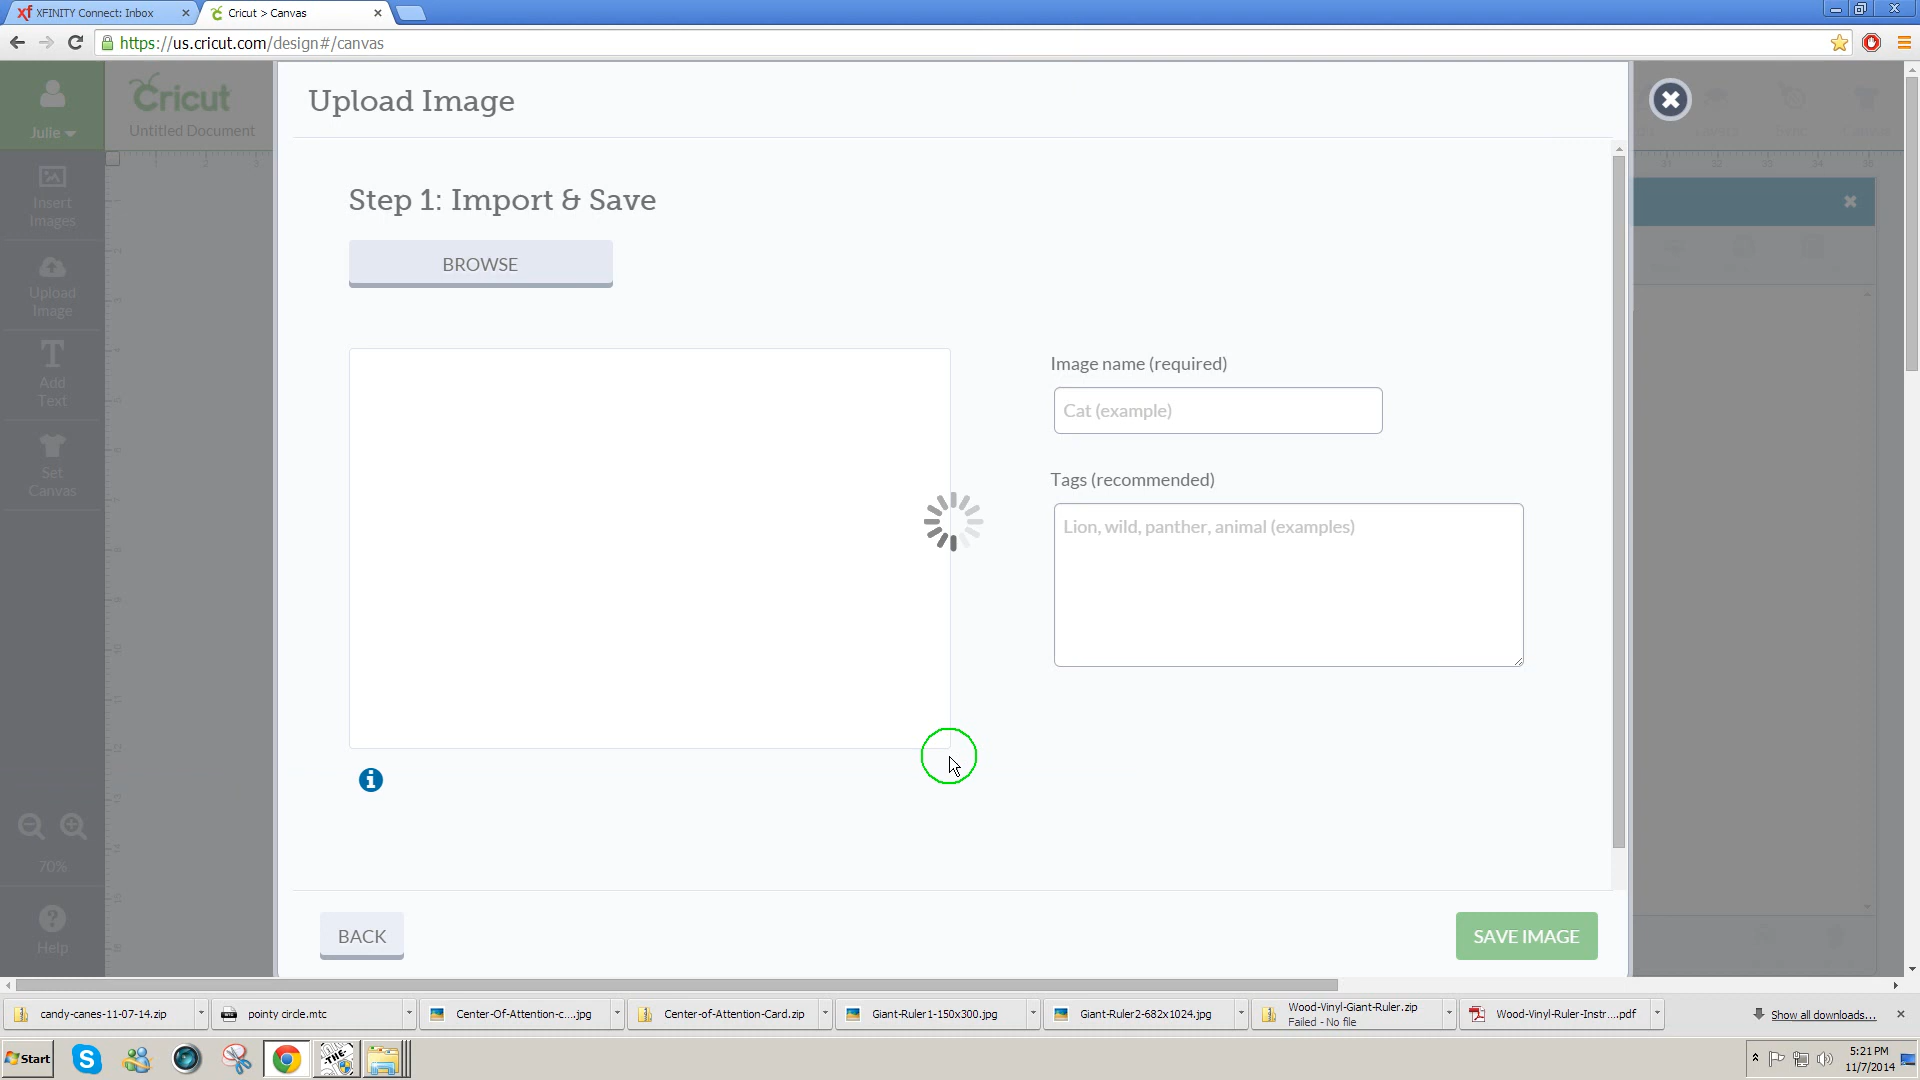 XFINITY Connect: Inbox
Cricut > Canvas
https://us.cricut.com/design#/canvas
Julie
Cricut
Untitled Document
Insert
Images
Upload
Image
Add
Text
Set
Canvas
70%
Help
Upload Image
Step 1: Import & Save
BROWSE
Image name (required)
Cat (example)
Tags (recommended)
Lion, wild, panther, animal (examples)
BACK
SAVE IMAGE
candy-canes-11-07-14.zip
pointy circle.mtc
Center-Of-Attention-c....jpg
Center-of-Attention-Card.zip
Giant-Ruler1-150x300.jpg
Giant-Ruler2-682x1024.jpg
Wood-Vinyl-Giant-Ruler.zip
Failed - No file
Wood-Vinyl-Ruler-Instr....pdf
Show all downloads...
Start
5:21 PM
11/7/2014